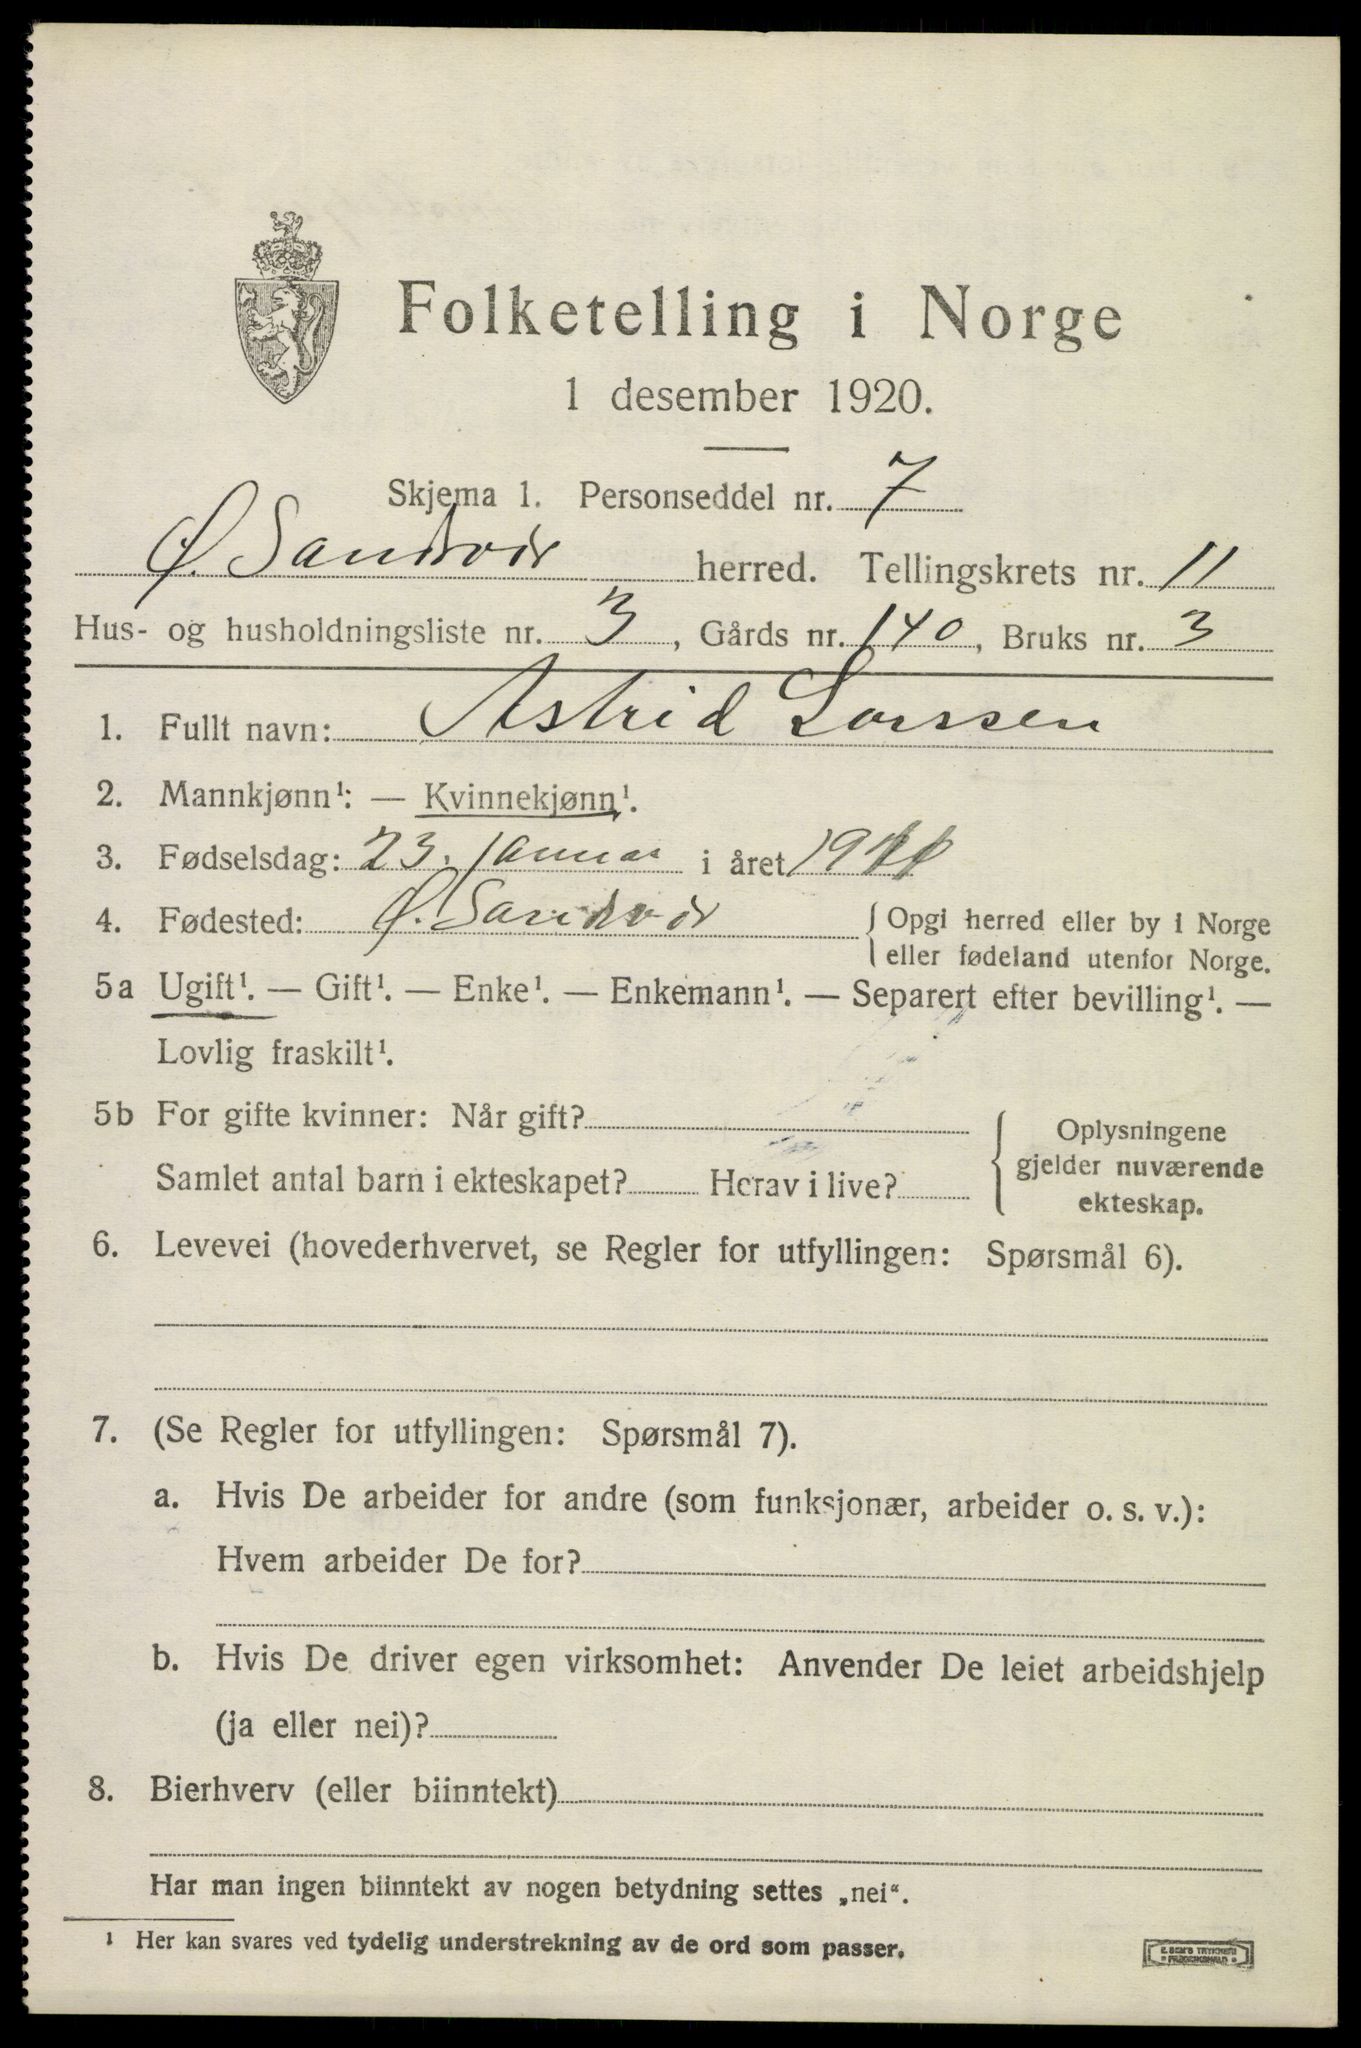 Folketelling i Norge
1 desember 1920.
Skjema 1. Personseddel nr. 7
Ø. Sandvær herred. Tellingskrets nr. 11
Hus- og husholdningsliste nr. 3, Gårds nr. 140, Bruks nr. 3
1. Fullt navn: Astrid Larssen
2. Mannkjønn¹: — Kvinnekjønn¹.
3. Fødselsdag: 23. januar i året 1911
4. Fødested: Ø. Sandvær { Opgi herred eller by i Norge
eller fødeland utenfor Norge.
5a Ugift¹. — Gift¹. — Enke¹. — Enkemann¹. — Separert efter bevilling¹. —
Lovlig fraskilt¹.
5b For gifte kvinner: Når gift?
Samlet antal barn i ekteskapet? Herav i live?
Oplysningene
gjelder nuværende
ekteskap.
6. Levevei (hovederhvervet, se Regler for utfyllingen: Spørsmål 6).
7. (Se Regler for utfyllingen: Spørsmål 7).
a. Hvis De arbeider for andre (som funksjonær, arbeider o. s. v.):
Hvem arbeider De for?
b. Hvis De driver egen virksomhet: Anvender De leiet arbeidshjelp
(ja eller nei)?
8. Bierhverv (eller biinntekt)
Har man ingen biinntekt av nogen betydning settes „nei“.
¹ Her kan svares ved tydelig understrekning av de ord som passer.